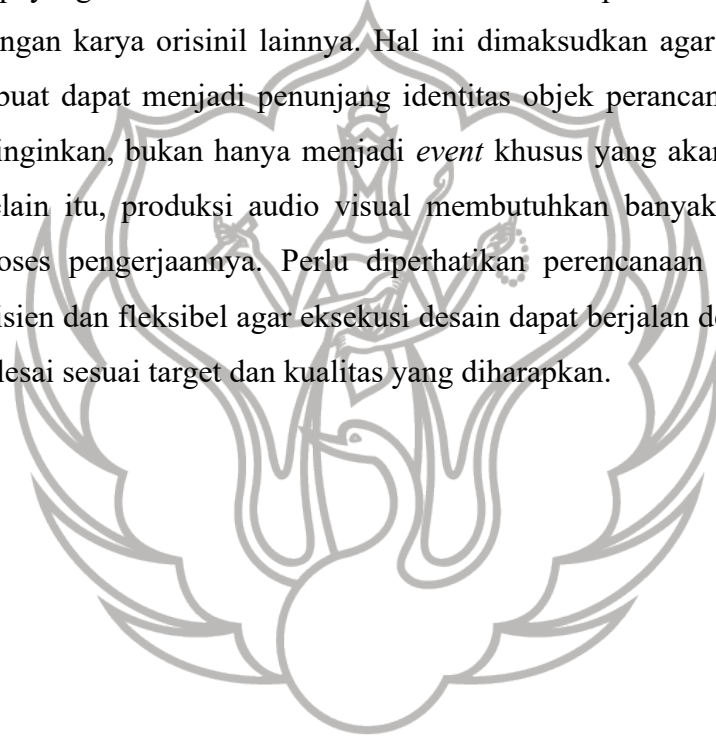 ngan karya orisinil lainnya. Hal ini dimaksudkan agar
buat dapat menjadi penunjang identitas objek
inginkan, bukan hanya menjadi event khusus yang akan
elain itu, produksi audio visual membutuhkan banyak
oses pengerjaannya. Perlu diperhatikan perencanaan
isien dan fleksibel agar eksekusi desain dapat berjalan
lesai sesuai target dan kualitas yang diharapkan.